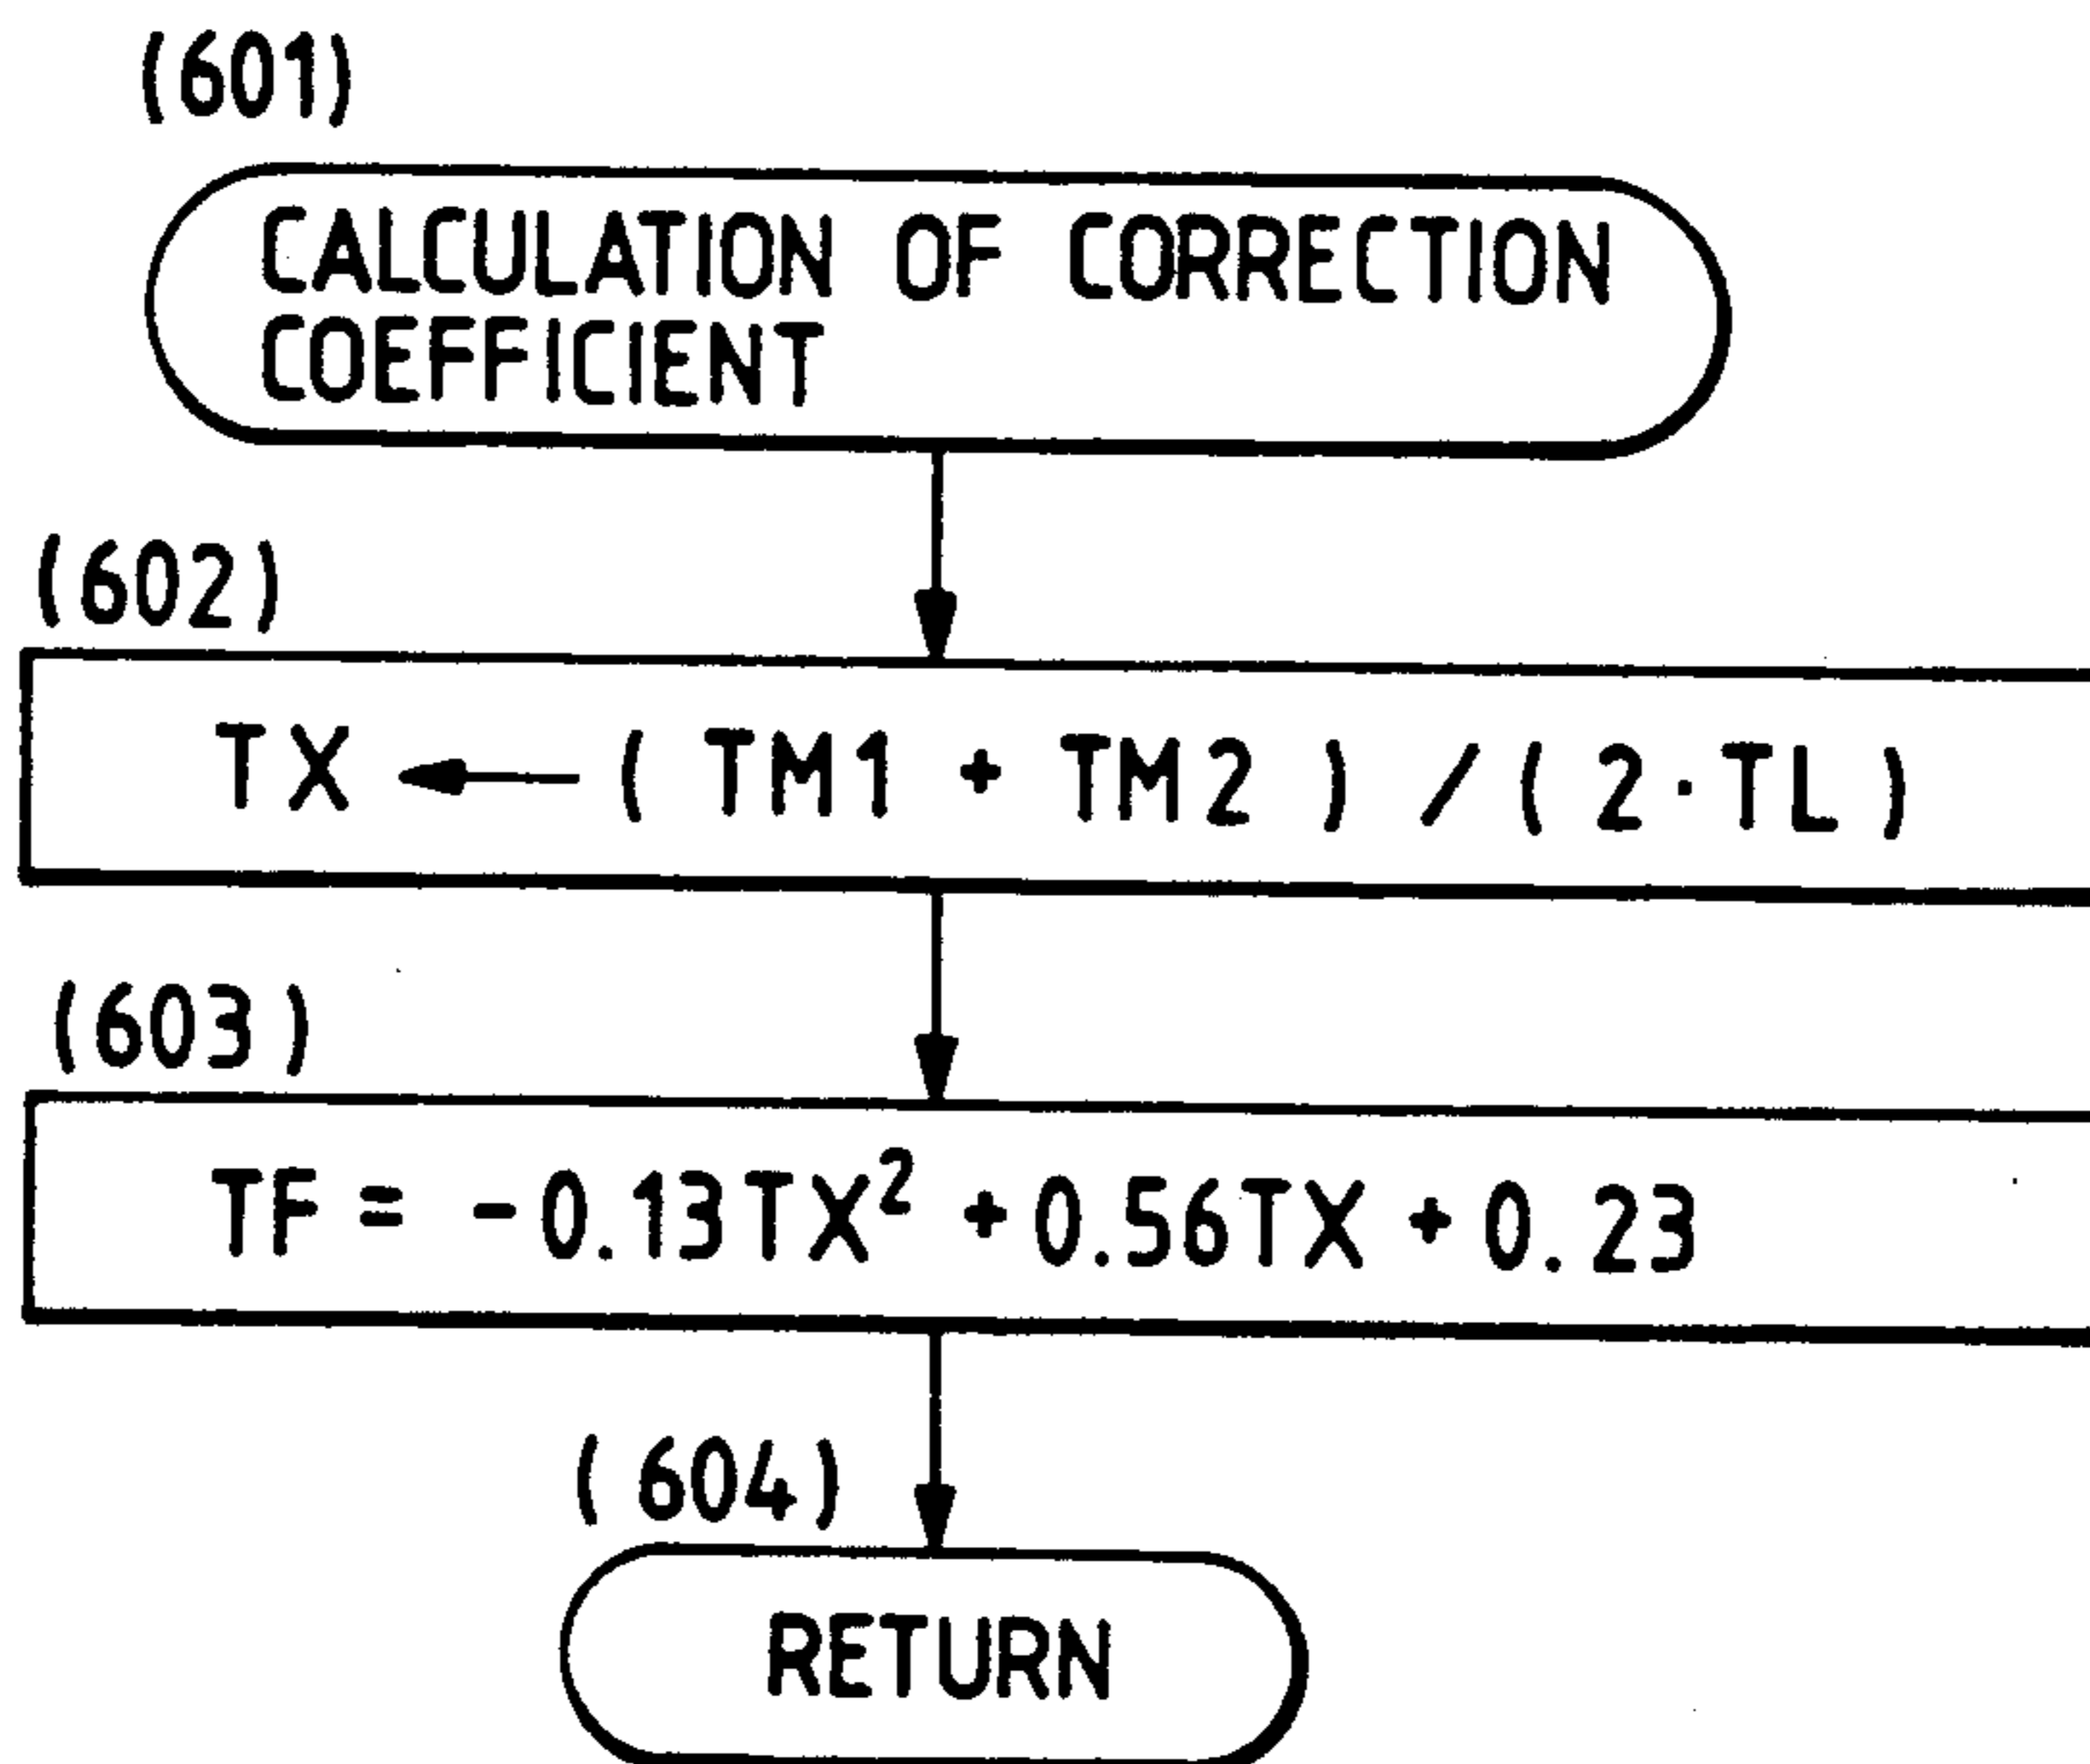 (601)
CALCULATION OF CORRECTION
COEFFICIENT
(602)
TX ← ( TM1 + TM2 ) / ( 2·TL )
(603)
TF = -0.13TX² + 0.56TX + 0.23
(604)
RETURN